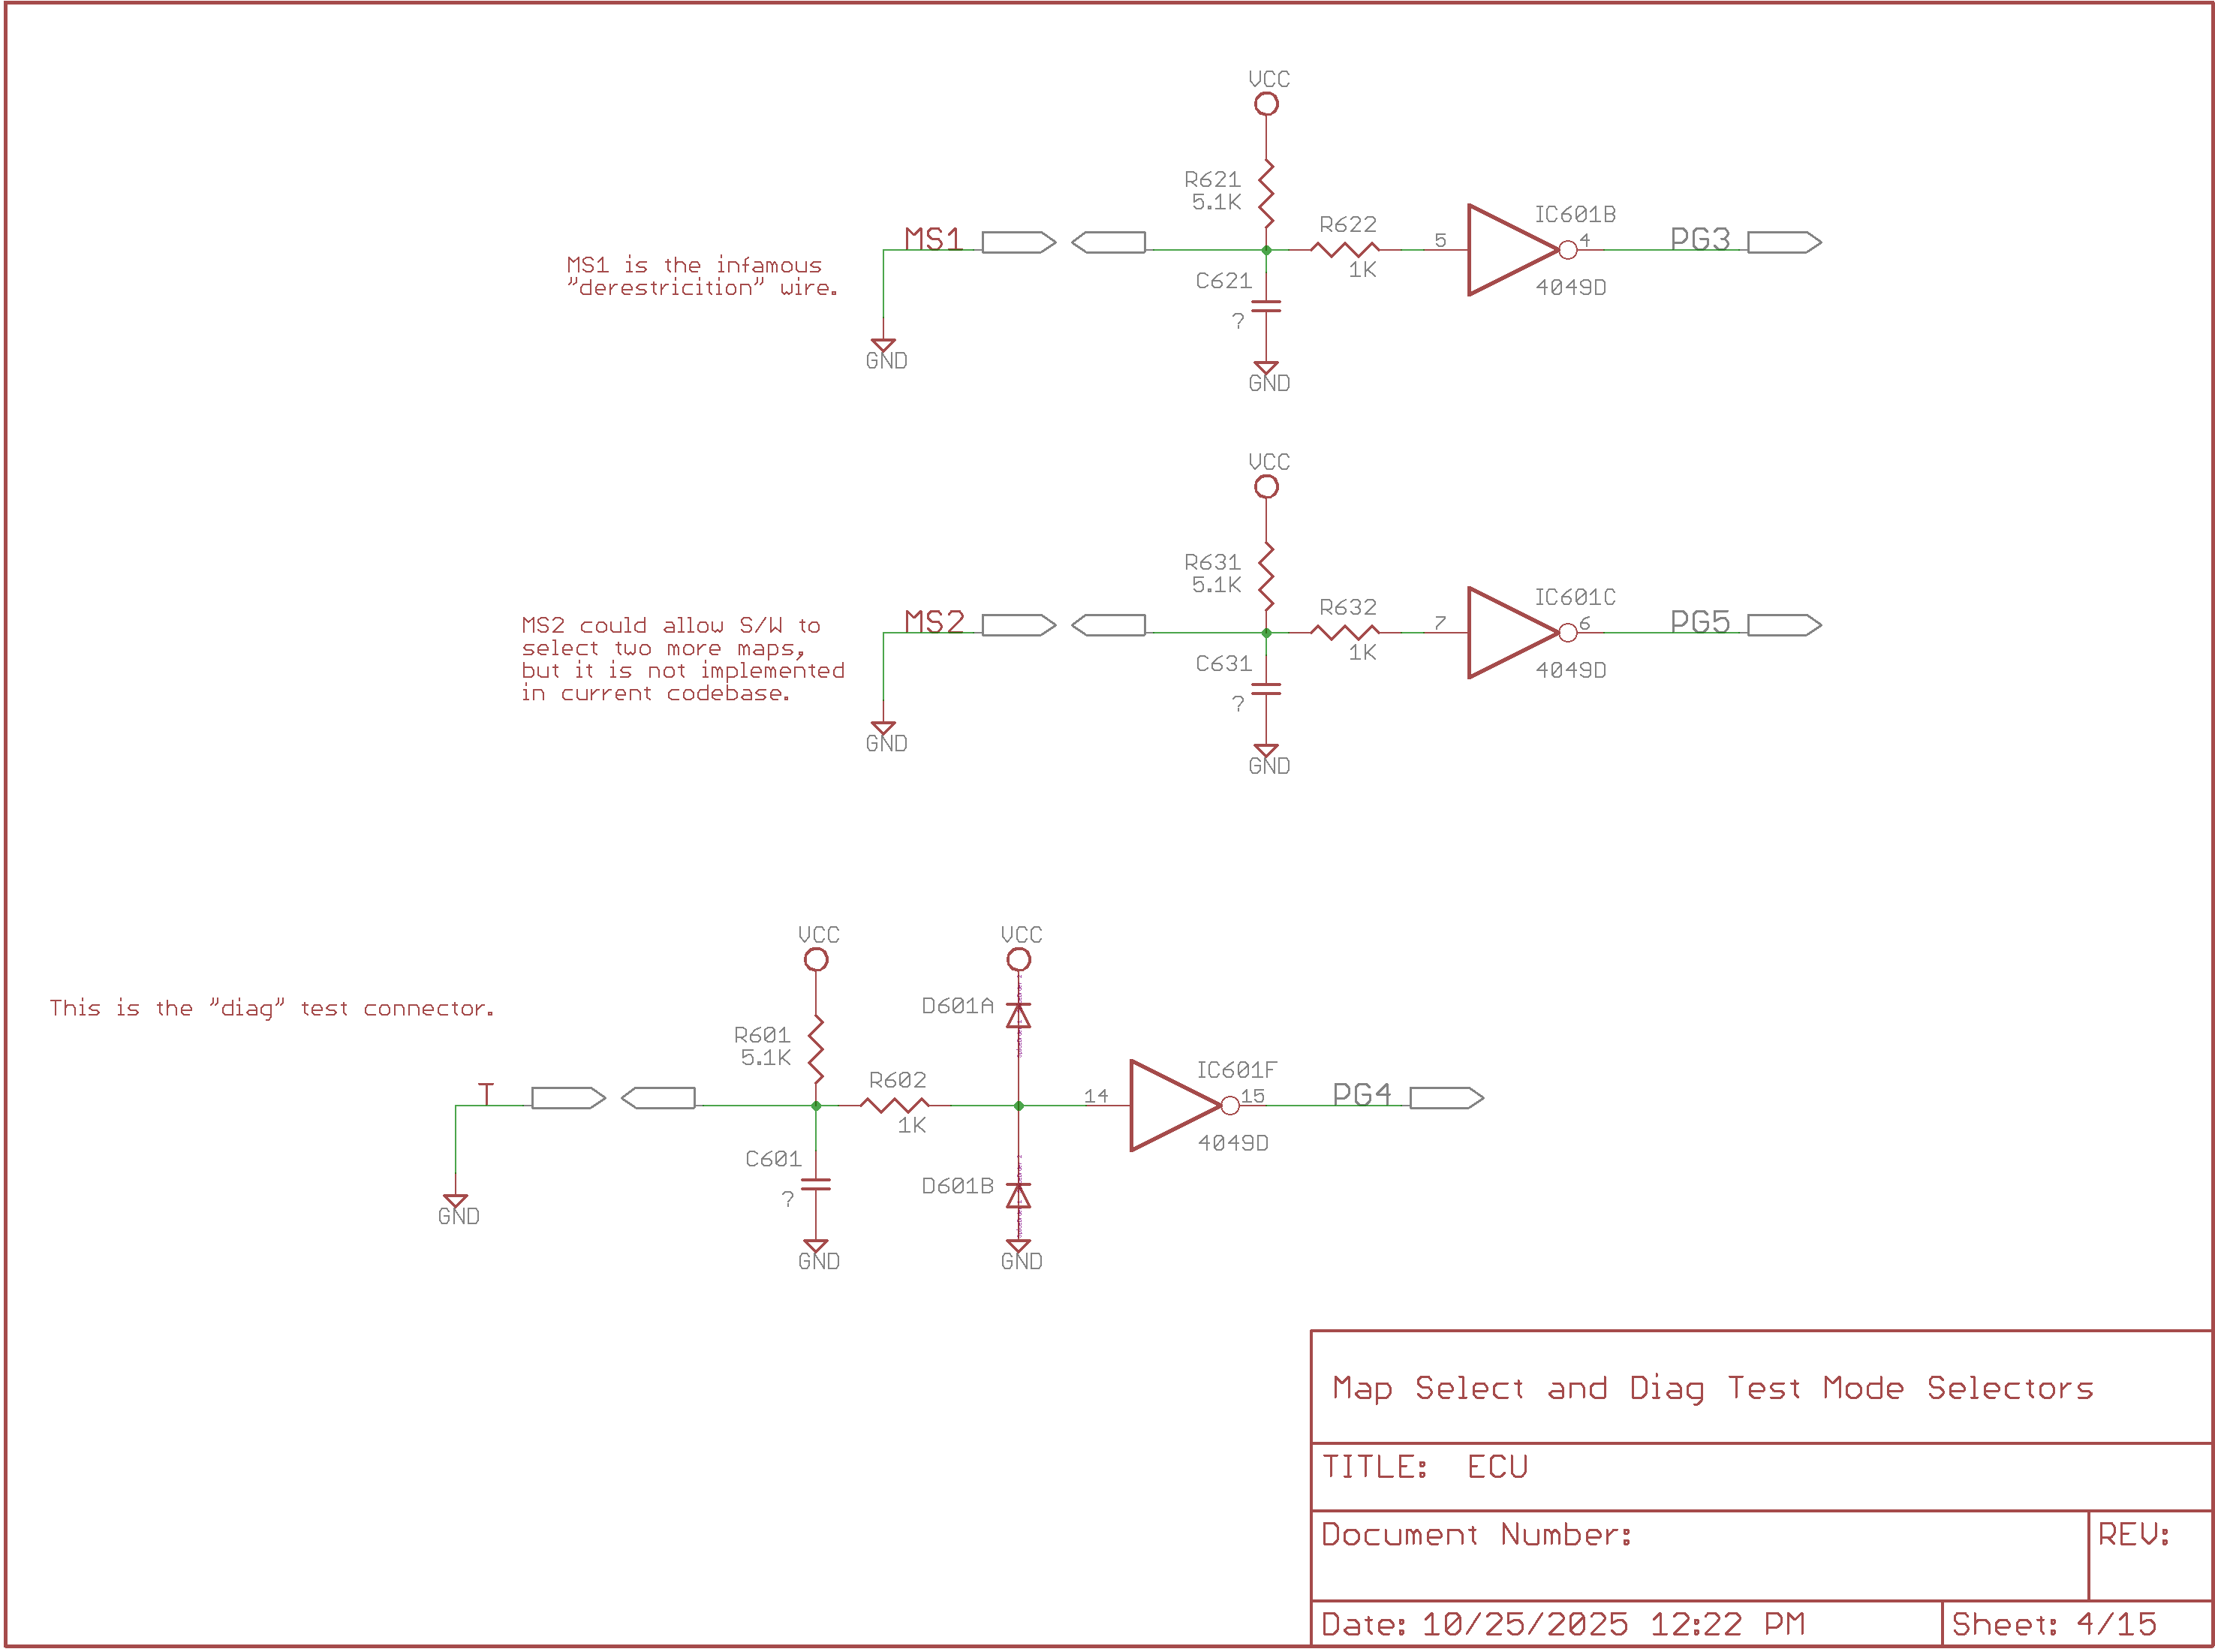 VCC
R621
5.1K
MS1
R622
1K
5
IC601B
4
4049D
PG3
MS1 is the infamous
"derestricition" wire.
C621
?
GND
GND
VCC
R631
5.1K
MS2
R632
1K
7
IC601C
6
4049D
PG5
MS2 could allow S/W to
select two more maps,
but it is not implemented
in current codebase.
C631
?
GND
GND
VCC
VCC
This is the "diag" test connector.
D601A
R601
5.1K
T
R602
1K
14
IC601F
15
4049D
PG4
C601
?
D601B
GND
GND
GND
Map Select and Diag Test Mode Selectors
TITLE: ECU
Document Number:
REV:
Date: 10/25/2025 12:22 PM
Sheet: 4/15